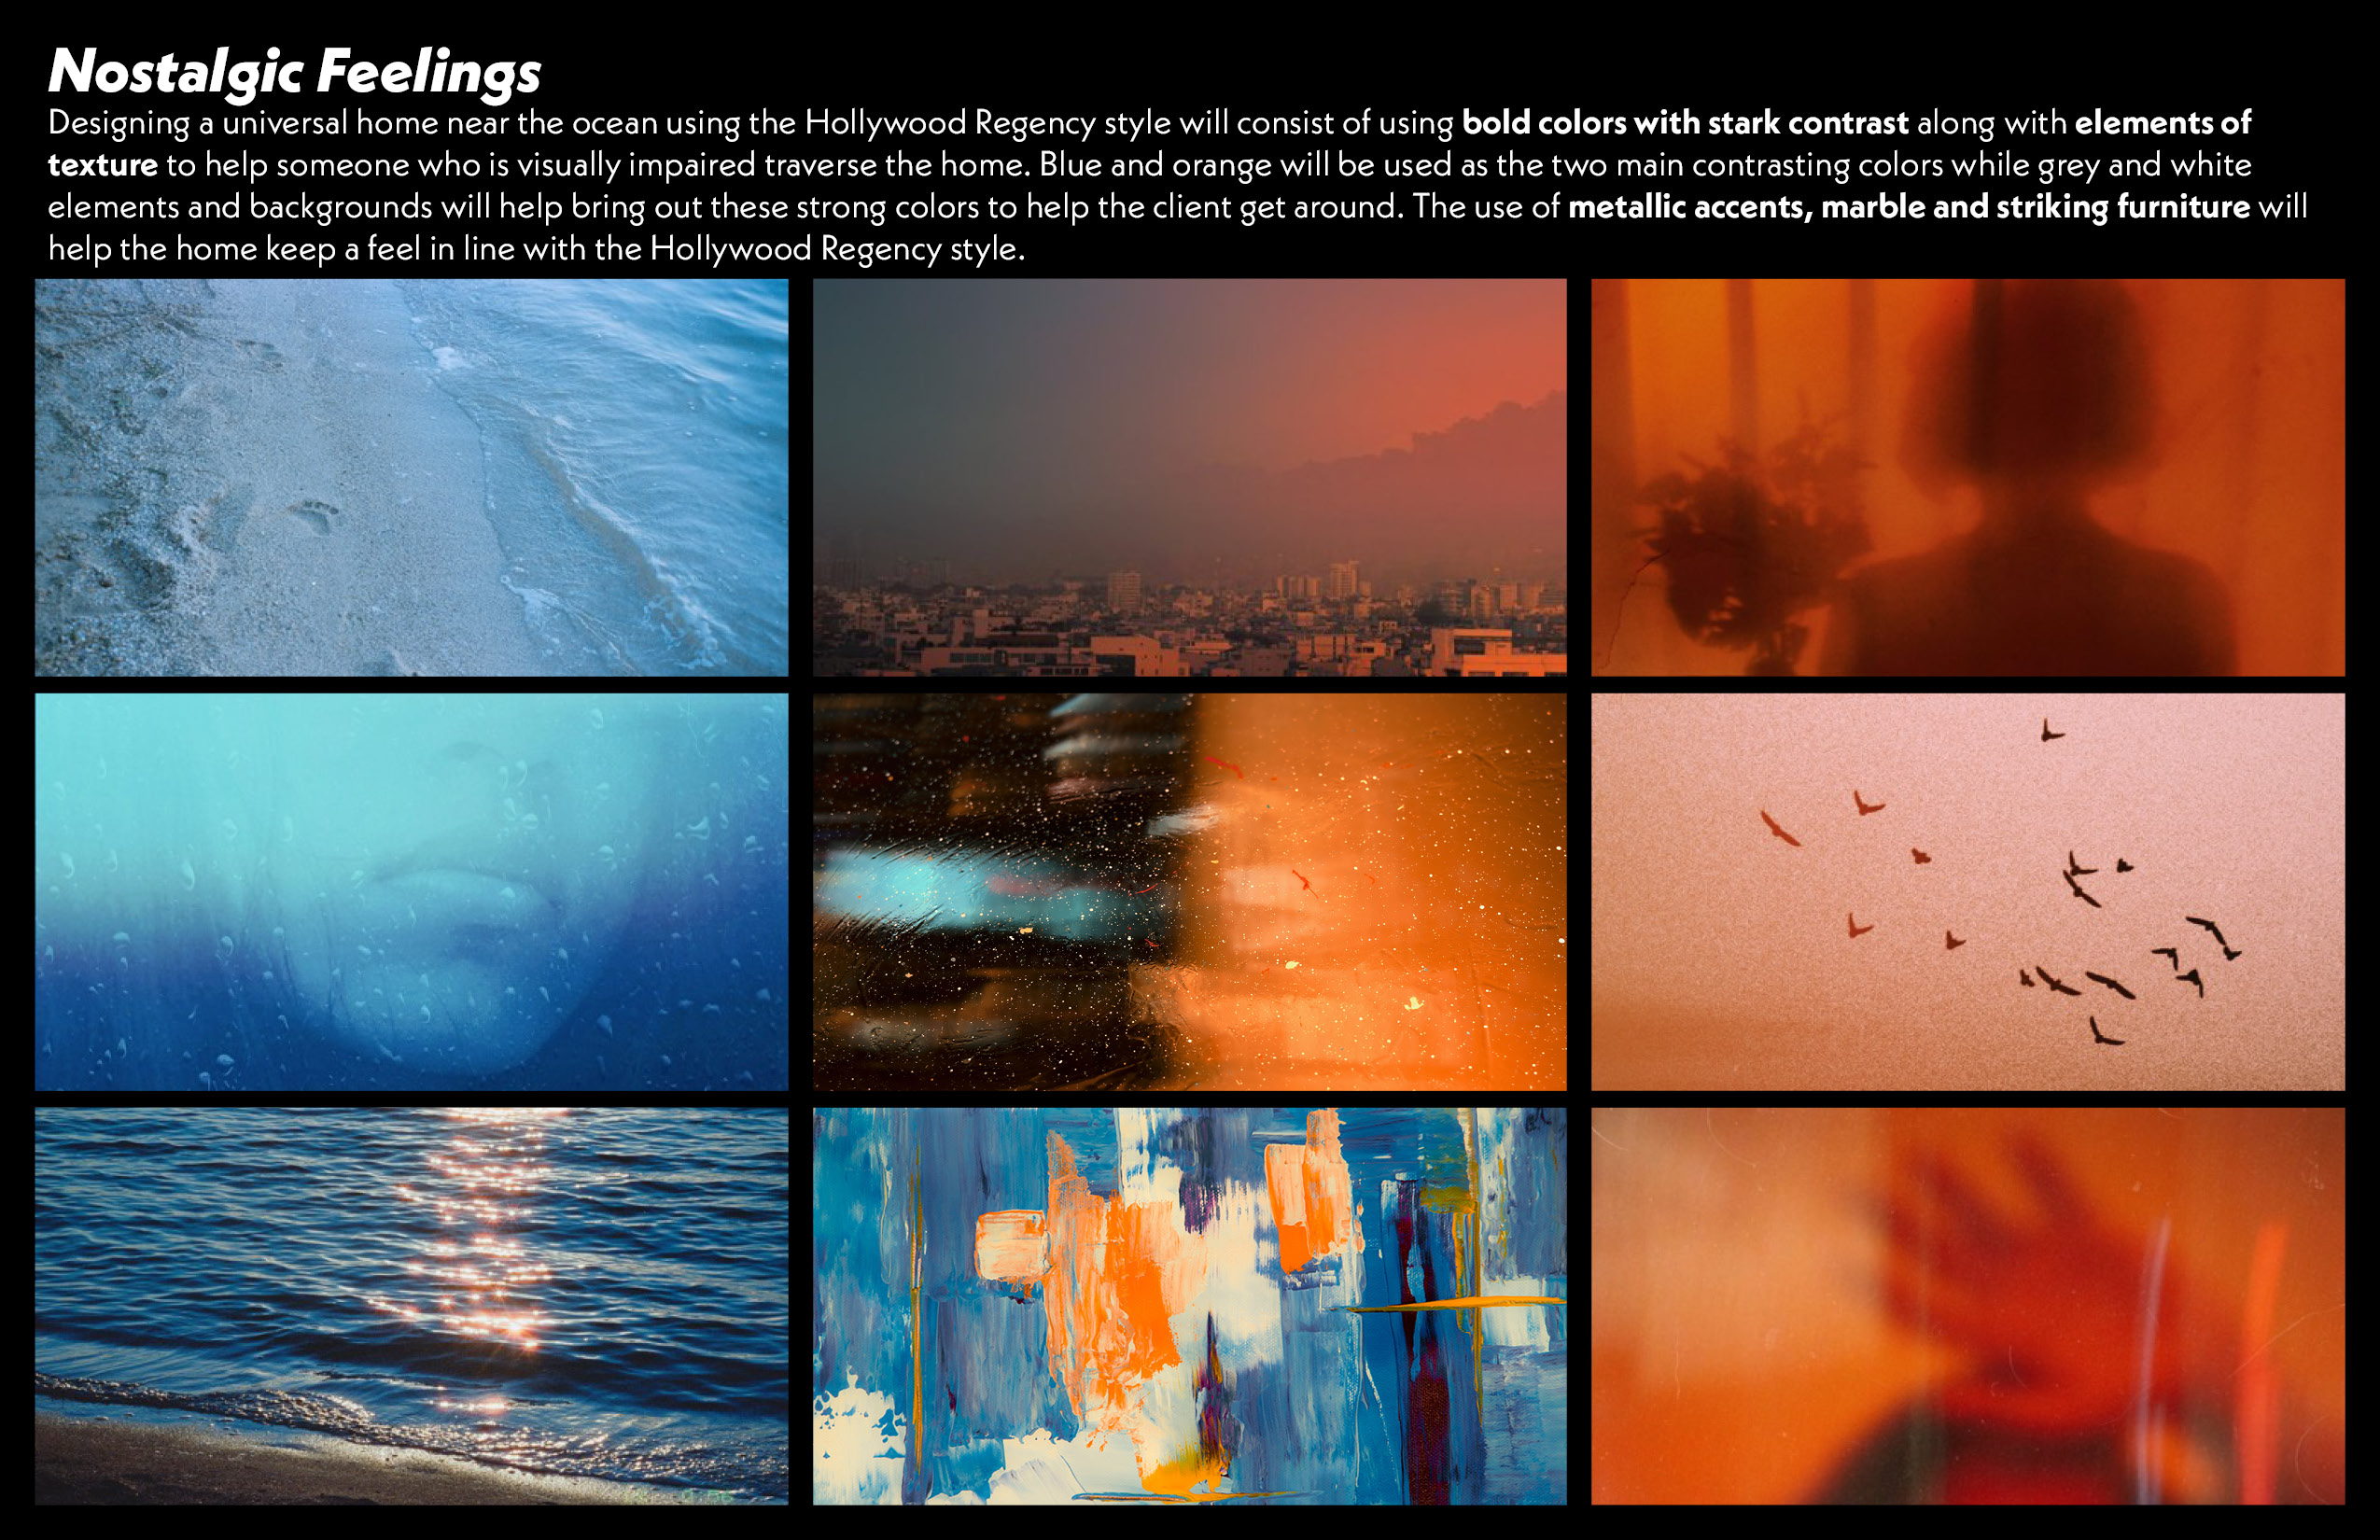 Nostalgic Feelings
Designing a universal home near the ocean using the Hollywood Regency style will consist of using bold colors with stark contrast along with elements of
texture to help someone who is visually impaired traverse the home. Blue and orange will be used as the two main contrasting colors while grey and white
elements and backgrounds will help bring out these strong colors to help the client get around. The use of metallic accents, marble and striking furniture will
help the home keep a feel in line with the Hollywood Regency style.